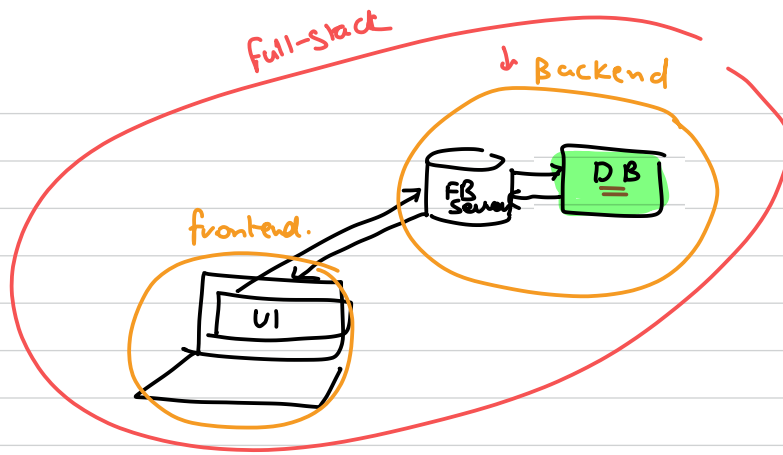 full-stack
Backend
DB
FB
Server
frontend.
UI